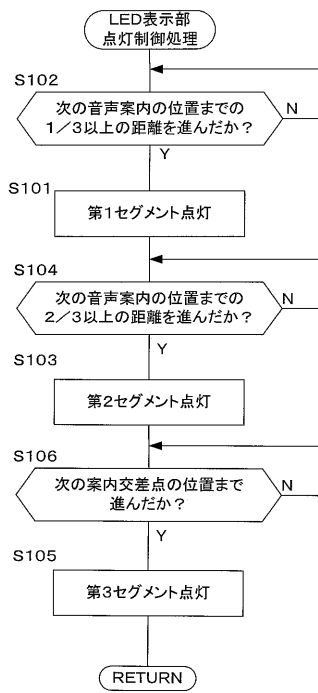 LED表示部
点灯制御処理
S102
次の音声案内の位置までの
1/3以上の距離を進んだか?
N
Y
S101
第1セグメント点灯
S104
次の音声案内の位置までの
2/3以上の距離を進んだか?
N
Y
S103
第2セグメント点灯
S106
次の案内交差点の位置まで
進んだか?
N
Y
S105
第3セグメント点灯
RETURN